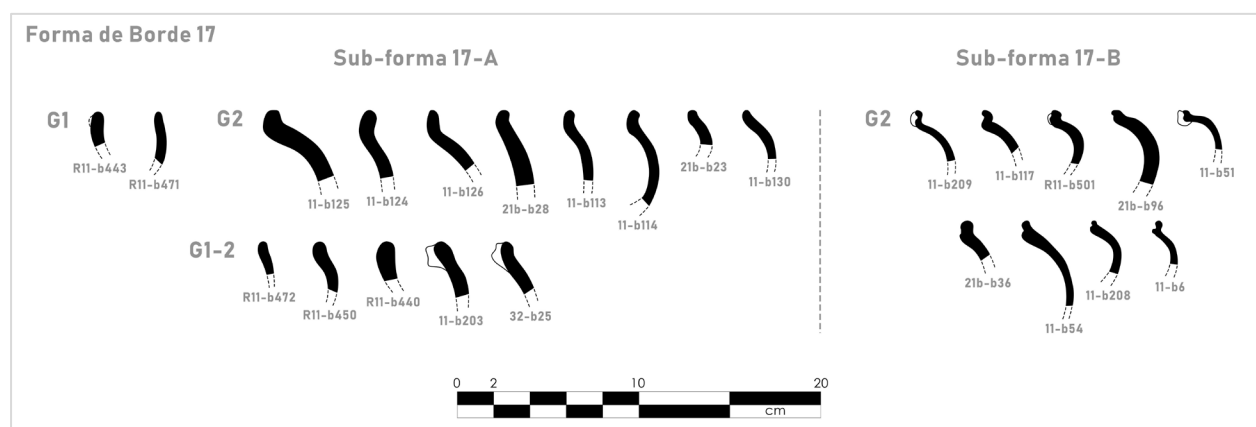 Forma de Borde 17
Sub-forma 17-A
Sub-forma 17-B
G1
R11-b443
R11-b471
G2
11-b125
11-b124
11-b126
21b-b28
11-b113
11-b114
21b-b23
11-b130
G1-2
R11-b472
R11-b450
R11-b440
11-b203
32-b25
G2
11-b209
11-b117
R11-b501
21b-b96
11-b51
21b-b36
11-b54
11-b208
11-b6
0 2 10 20
cm